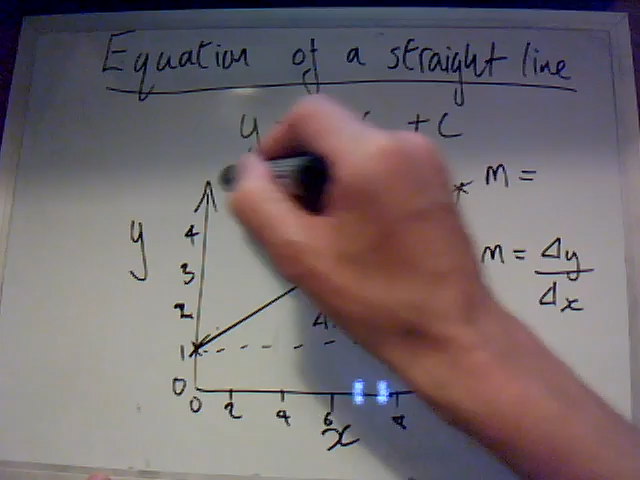 Equation of a straight line
y + C
* m =
y
4
3
m = Δy/Δx
2
1
0
0 2 4 6 8
x